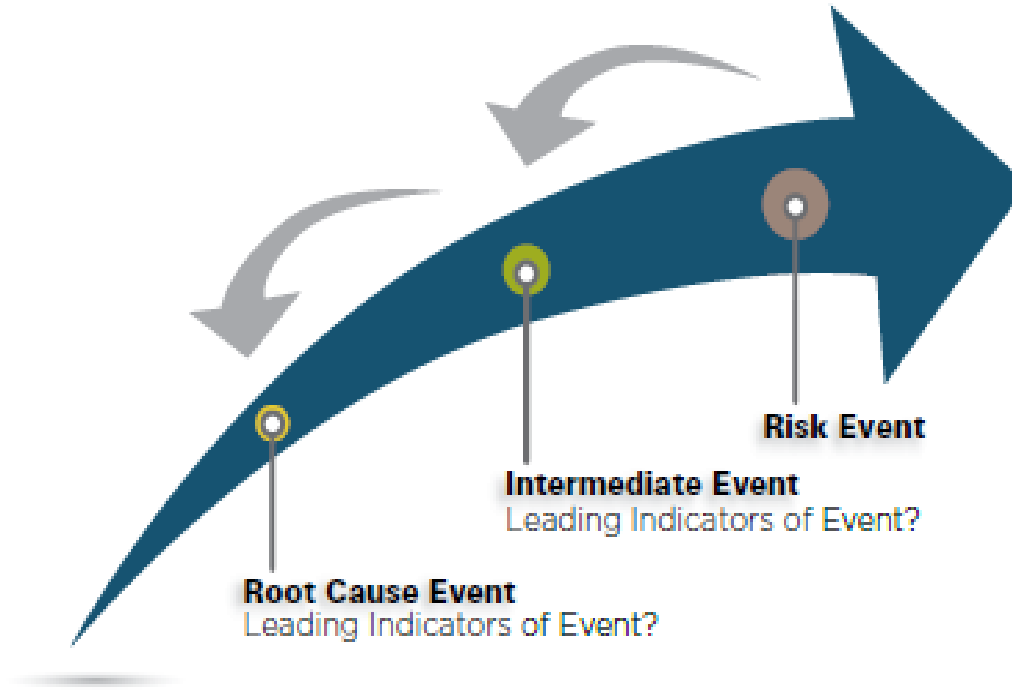 Risk Event
Intermediate Event
Leading Indicators of Event?
Root Cause Event
Leading Indicators of Event?